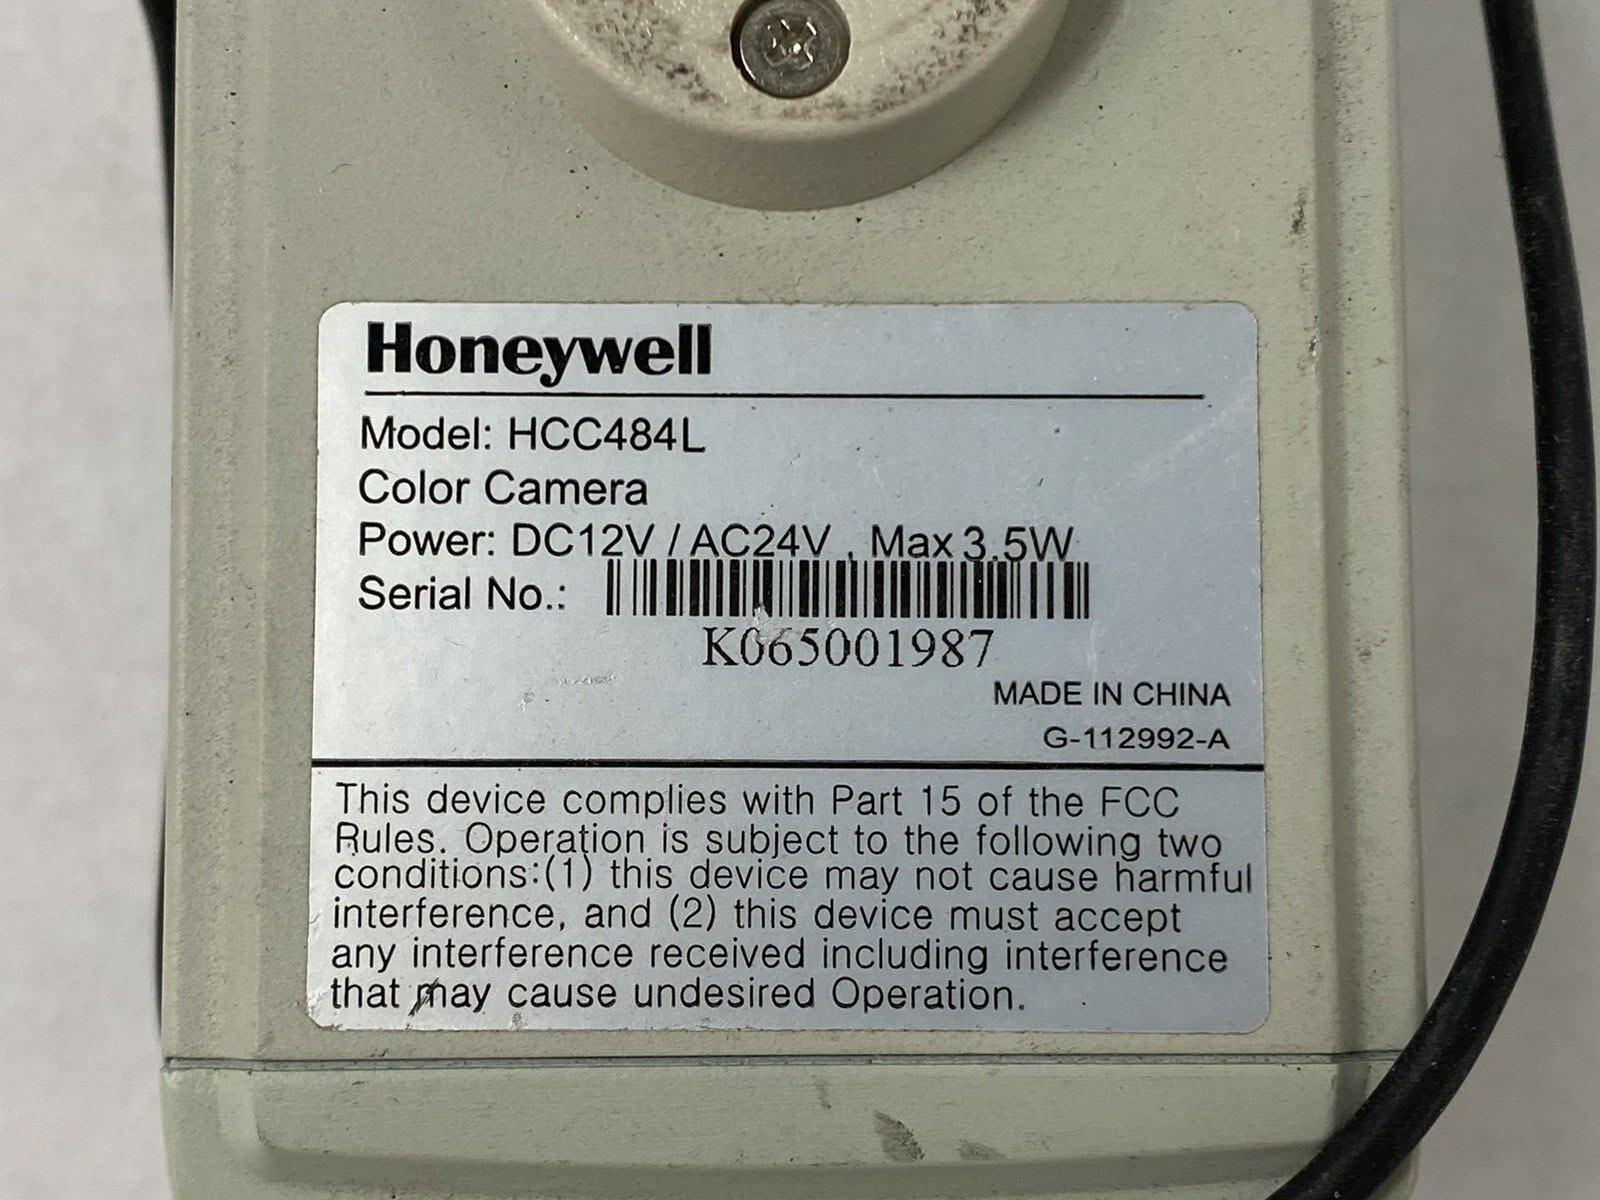 Honeywell
Model: HCC484L
Color Camera
Power: DC12V / AC24V , Max 3.5W
Serial No.:
K065001987
MADE IN CHINA
G-112992-A
This device complies with Part 15 of the FCC
Rules. Operation is subject to the following two
conditions:(1) this device may not cause harmful
interference, and (2) this device must accept
any interference received including interference
that may cause undesired Operation.